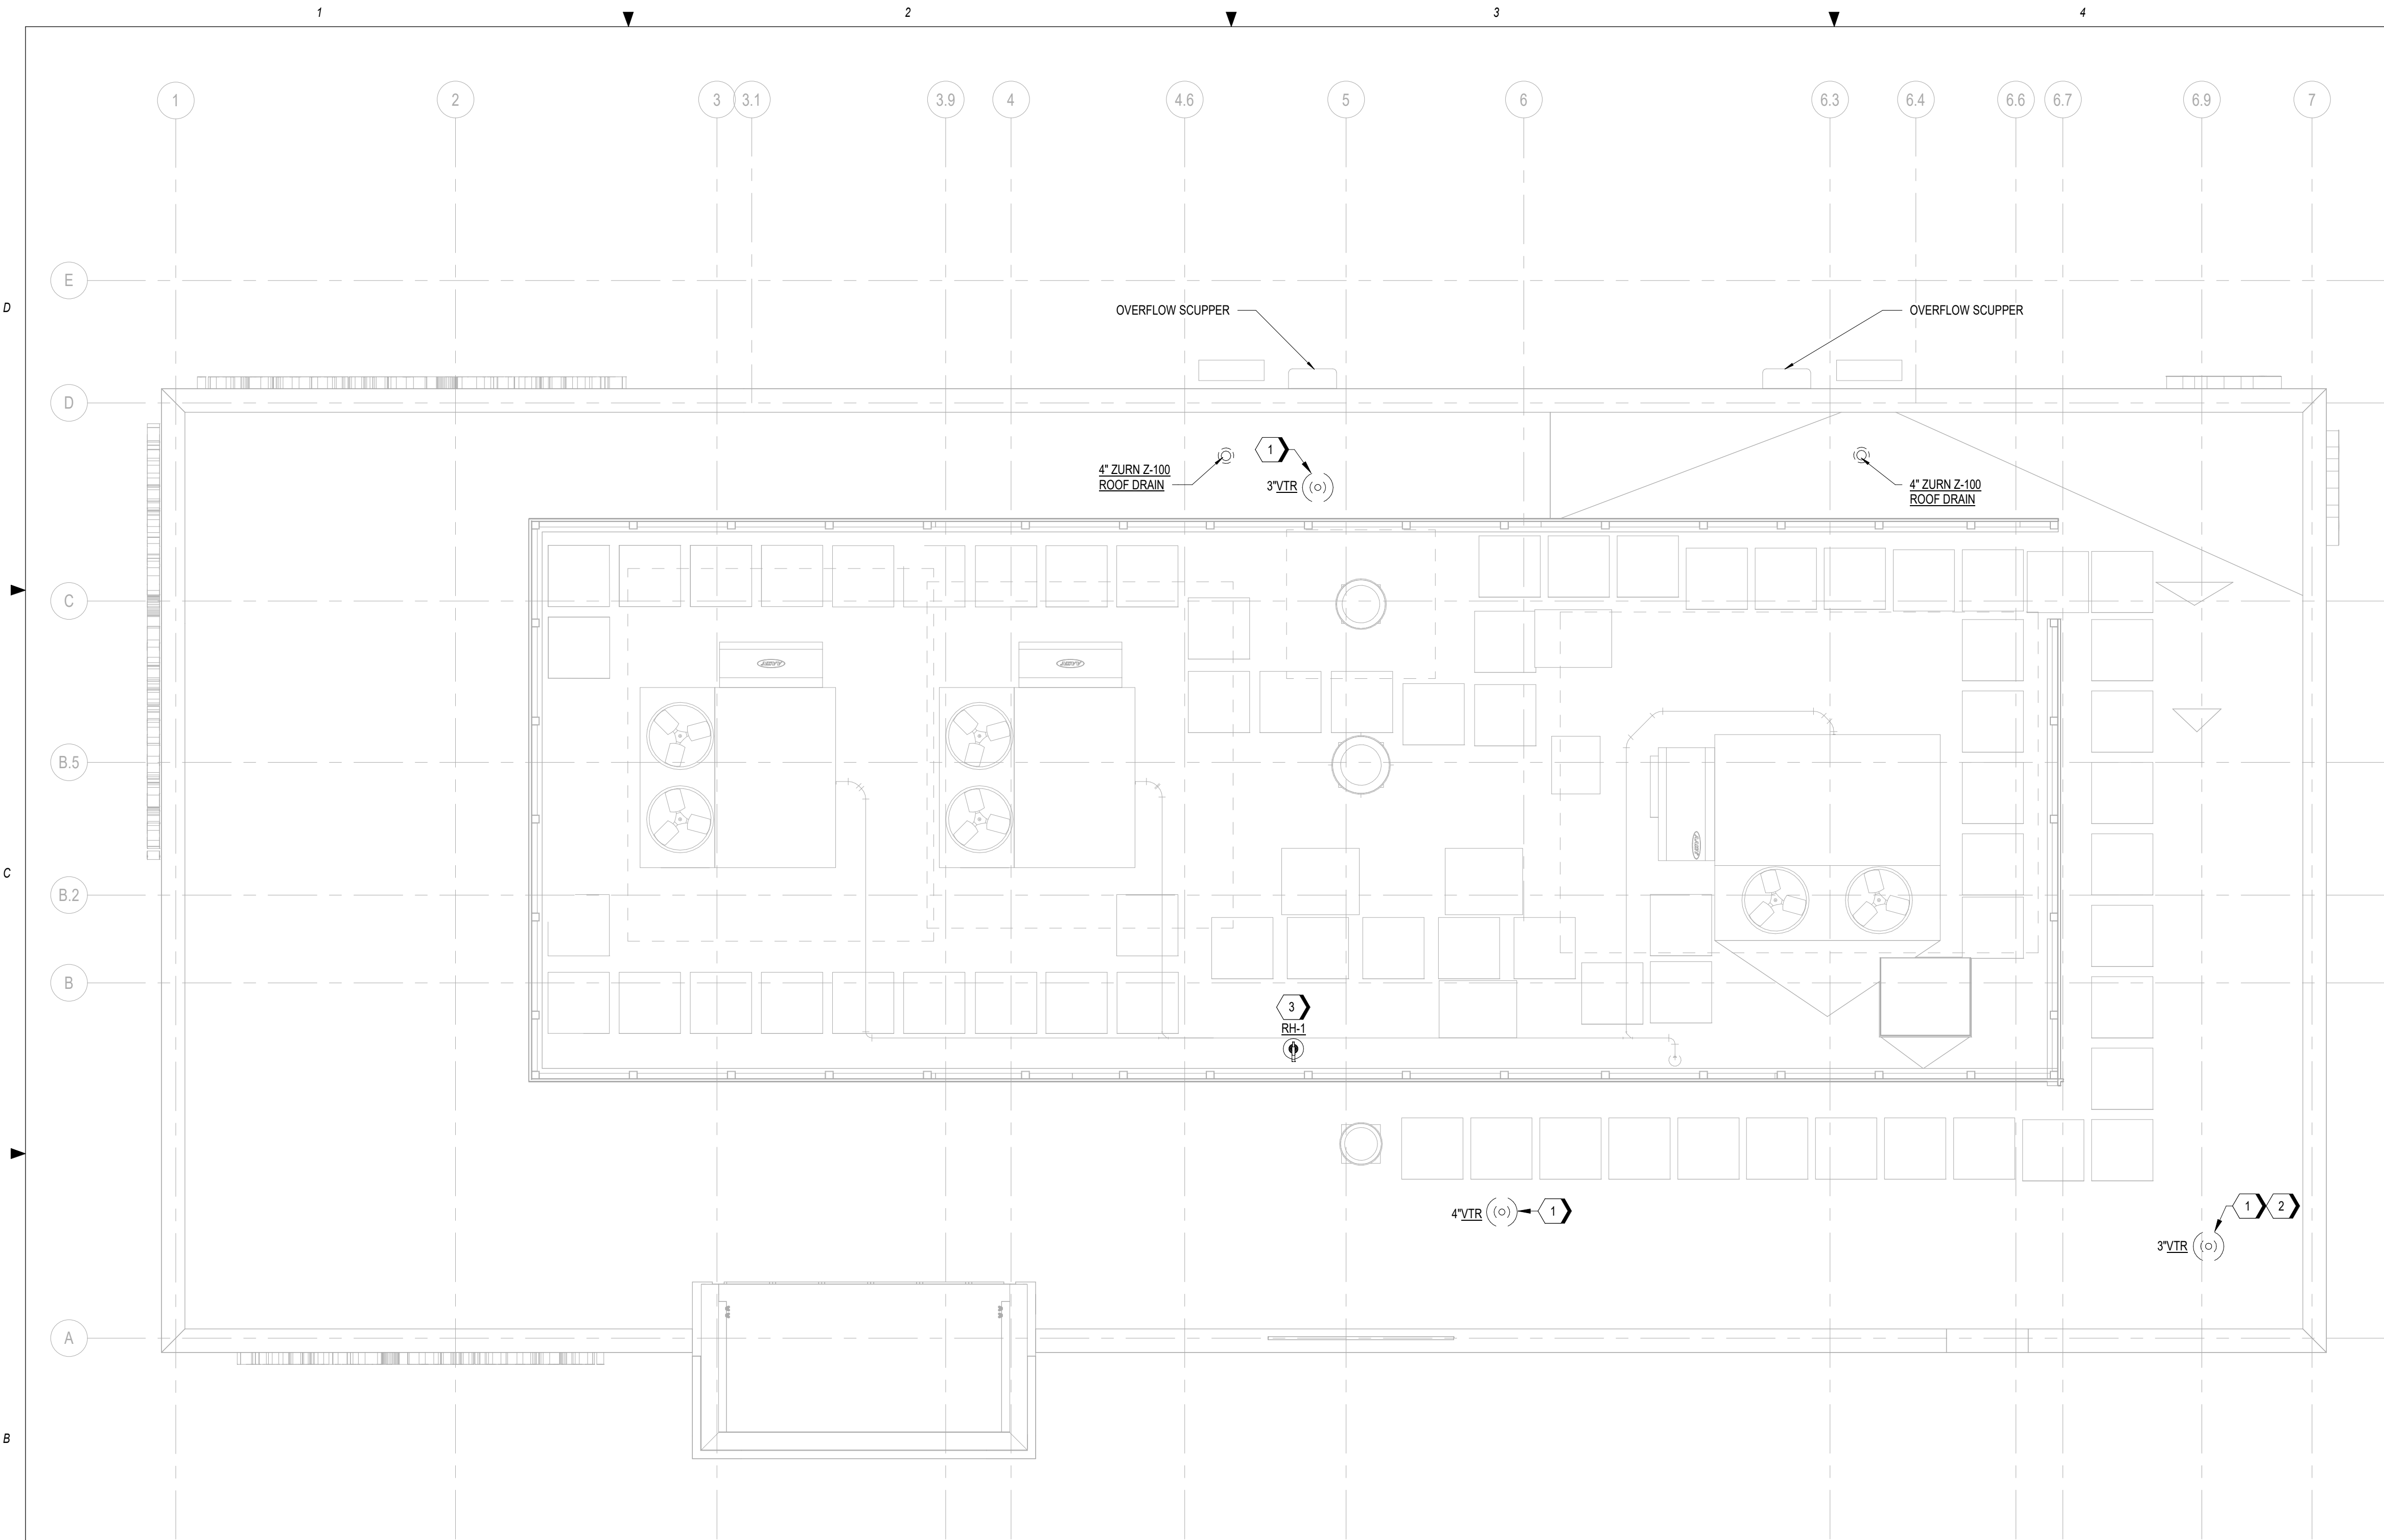 1
2
3
4
1
2
3
3.1
3.9
4
4.6
5
6
6.3
6.4
6.6
6.7
6.9
7
E
D
OVERFLOW SCUPPER
OVERFLOW SCUPPER
D
1
4" ZURN Z-100
ROOF DRAIN
3"VTR
4" ZURN Z-100
ROOF DRAIN
C
B.5
C
B.2
B
3
RH-1
4"VTR
1
1
2
3"VTR
A
B